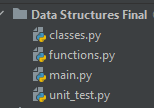 Data Structures Final
classes.py
functions.py
main.py
unit_test.py